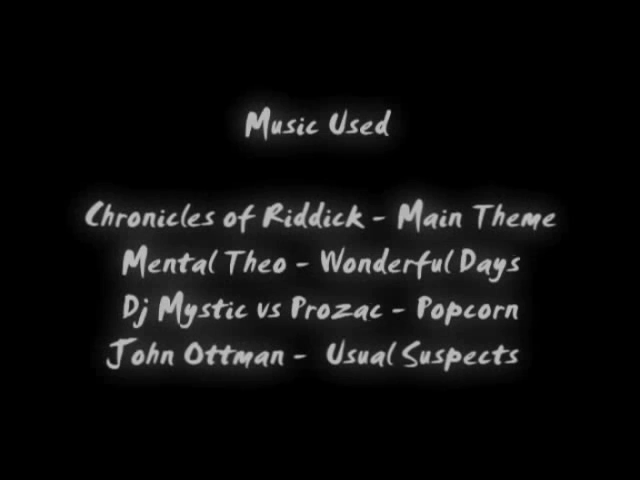 Music Used
Chronicles of Riddick - Main Theme
Mental Theo - Wonderful Days
Dj Mystic vs Prozac - Popcorn
John Ottman - Usual Suspects